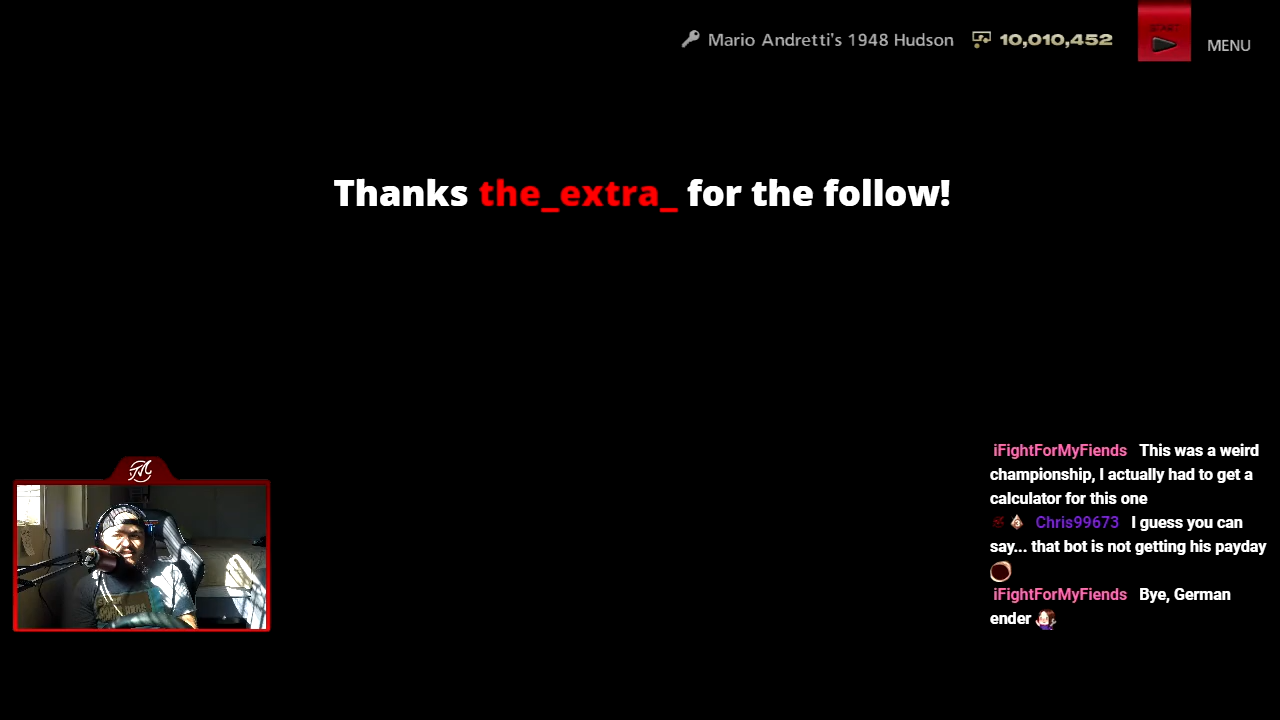 Mario Andretti's 1948 Hudson 10,010,452
START
MENU
Thanks the_extra_ for the follow!
iFightForMyFiends This was a weird
championship, I actually had to get a
calculator for this one
Chris99673 I guess you can
say... that bot is not getting his payday
iFightForMyFiends Bye, German
ender